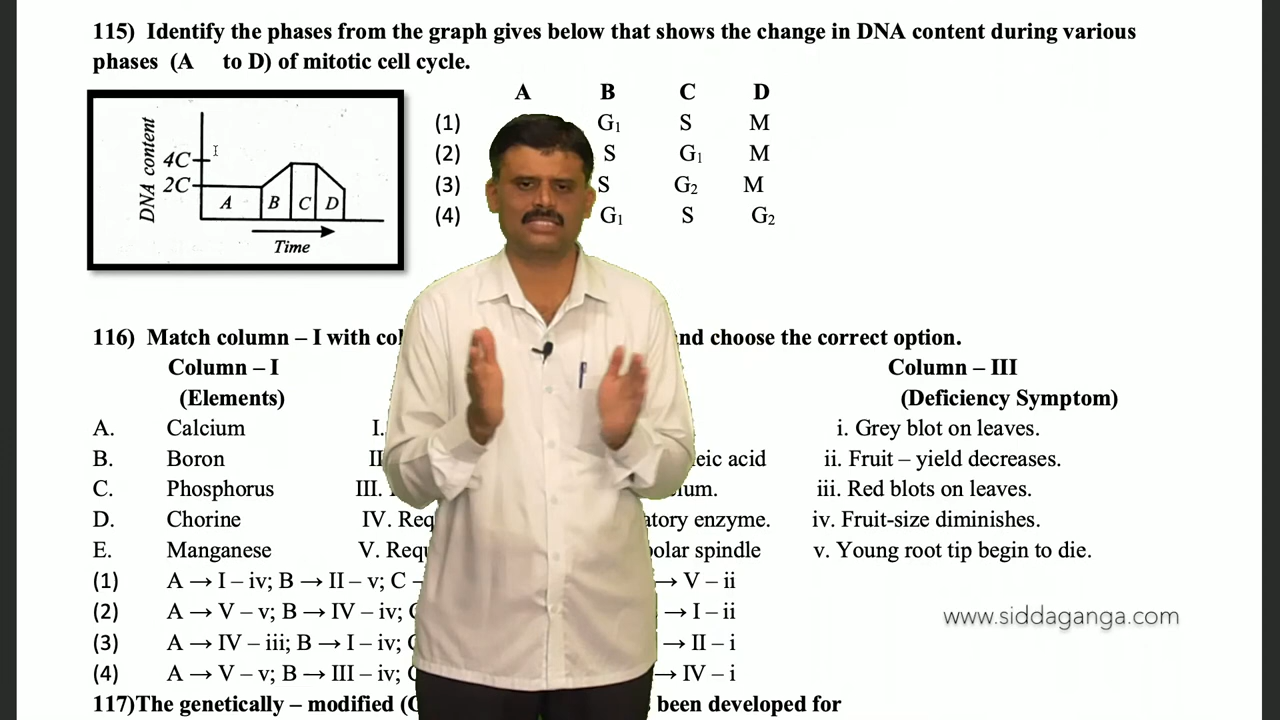 115) Identify the phases from the graph gives below that shows the change in DNA content during various
phases (A to D) of mitotic cell cycle.
A B C D
(1) G₁ S M
(2) S G₁ M
(3) S G₂ M
(4) G₁ S G₂
DNA content
4C
2C
A B C D
Time
116) Match column – I with nd choose the correct option.
Column – I Column – III
(Elements) (Deficiency Symptom)
A. Calcium I. i. Grey blot on leaves.
B. Boron II eic acid ii. Fruit – yield decreases.
C. Phosphorus III. ium. iii. Red blots on leaves.
D. Chorine IV. Req atory enzyme. iv. Fruit-size diminishes.
E. Manganese V. Requ polar spindle v. Young root tip begin to die.
(1) A → I – iv; B → II – v; C → V – ii
(2) A → V – v; B → IV – iv; → I – ii
(3) A → IV – iii; B → I – iv; → II – i
(4) A → V – v; B → III – iv; → IV – i
www.siddaganga.com
117)The genetically – modified ( been developed for